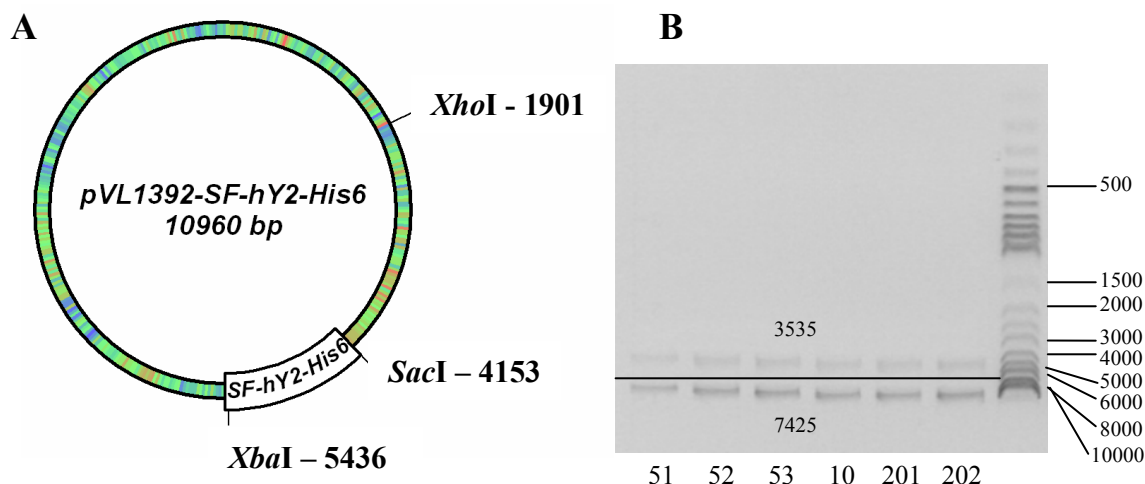 A
XhoI - 1901
pVL1392-SF-hY2-His6
10960 bp
SF-hY2-His6
SacI – 4153
XbaI – 5436
B
500
1500
2000
3000
4000
5000
6000
8000
10000
3535
7425
51 52 53 10 201 202